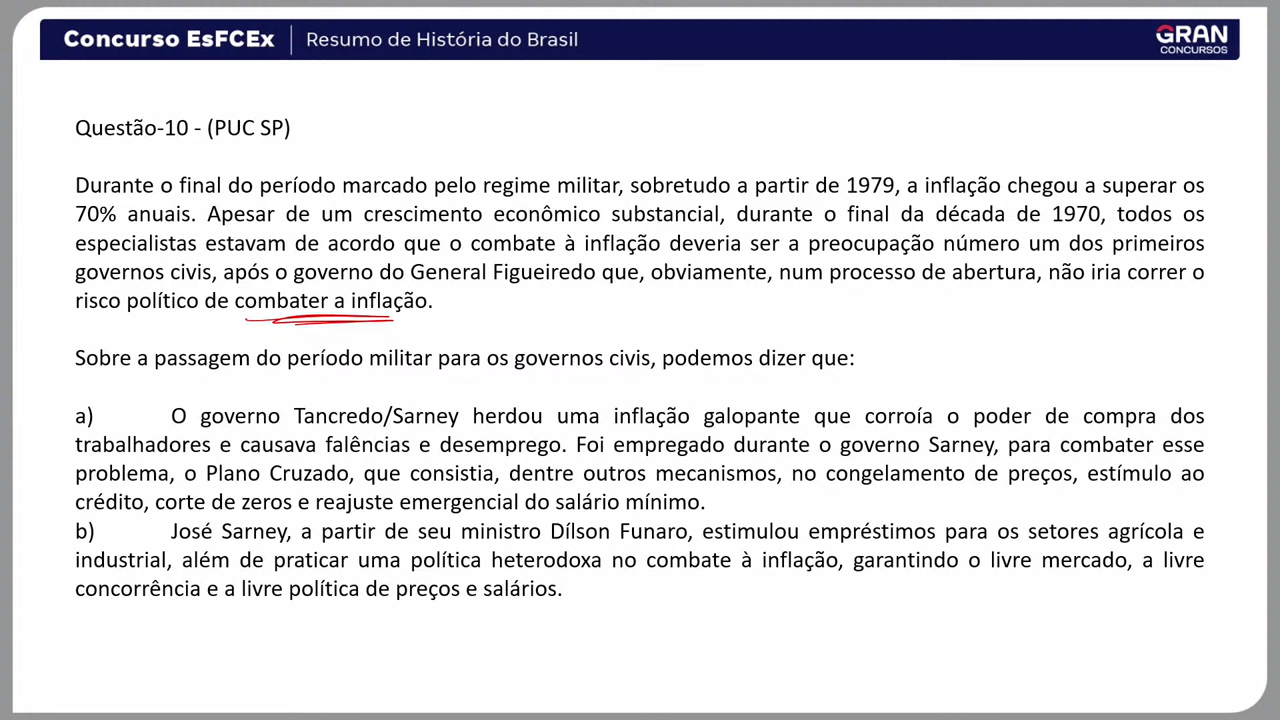 Concurso EsFCEx | Resumo de História do Brasil
GRAN
CONCURSOS
Questão-10 - (PUC SP)
Durante o final do período marcado pelo regime militar, sobretudo a partir de 1979, a inflação chegou a superar os
70% anuais. Apesar de um crescimento econômico substancial, durante o final da década de 1970, todos os
especialistas estavam de acordo que o combate à inflação deveria ser a preocupação número um dos primeiros
governos civis, após o governo do General Figueiredo que, obviamente, num processo de abertura, não iria correr o
risco político de combater a inflação.
Sobre a passagem do período militar para os governos civis, podemos dizer que:
a) O governo Tancredo/Sarney herdou uma inflação galopante que corroía o poder de compra dos
trabalhadores e causava falências e desemprego. Foi empregado durante o governo Sarney, para combater esse
problema, o Plano Cruzado, que consistia, dentre outros mecanismos, no congelamento de preços, estímulo ao
crédito, corte de zeros e reajuste emergencial do salário mínimo.
b) José Sarney, a partir de seu ministro Dílson Funaro, estimulou empréstimos para os setores agrícola e
industrial, além de praticar uma política heterodoxa no combate à inflação, garantindo o livre mercado, a livre
concorrência e a livre política de preços e salários.